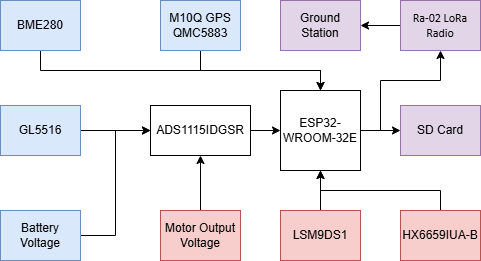 BME280
M10Q GPS
QMC5883
Ground
Station
Ra-02 LoRa
Radio
GL5516
ADS1115IDGSR
ESP32-
WROOM-32E
SD Card
Battery
Voltage
Motor Output
Voltage
LSM9DS1
HX6659IUA-B